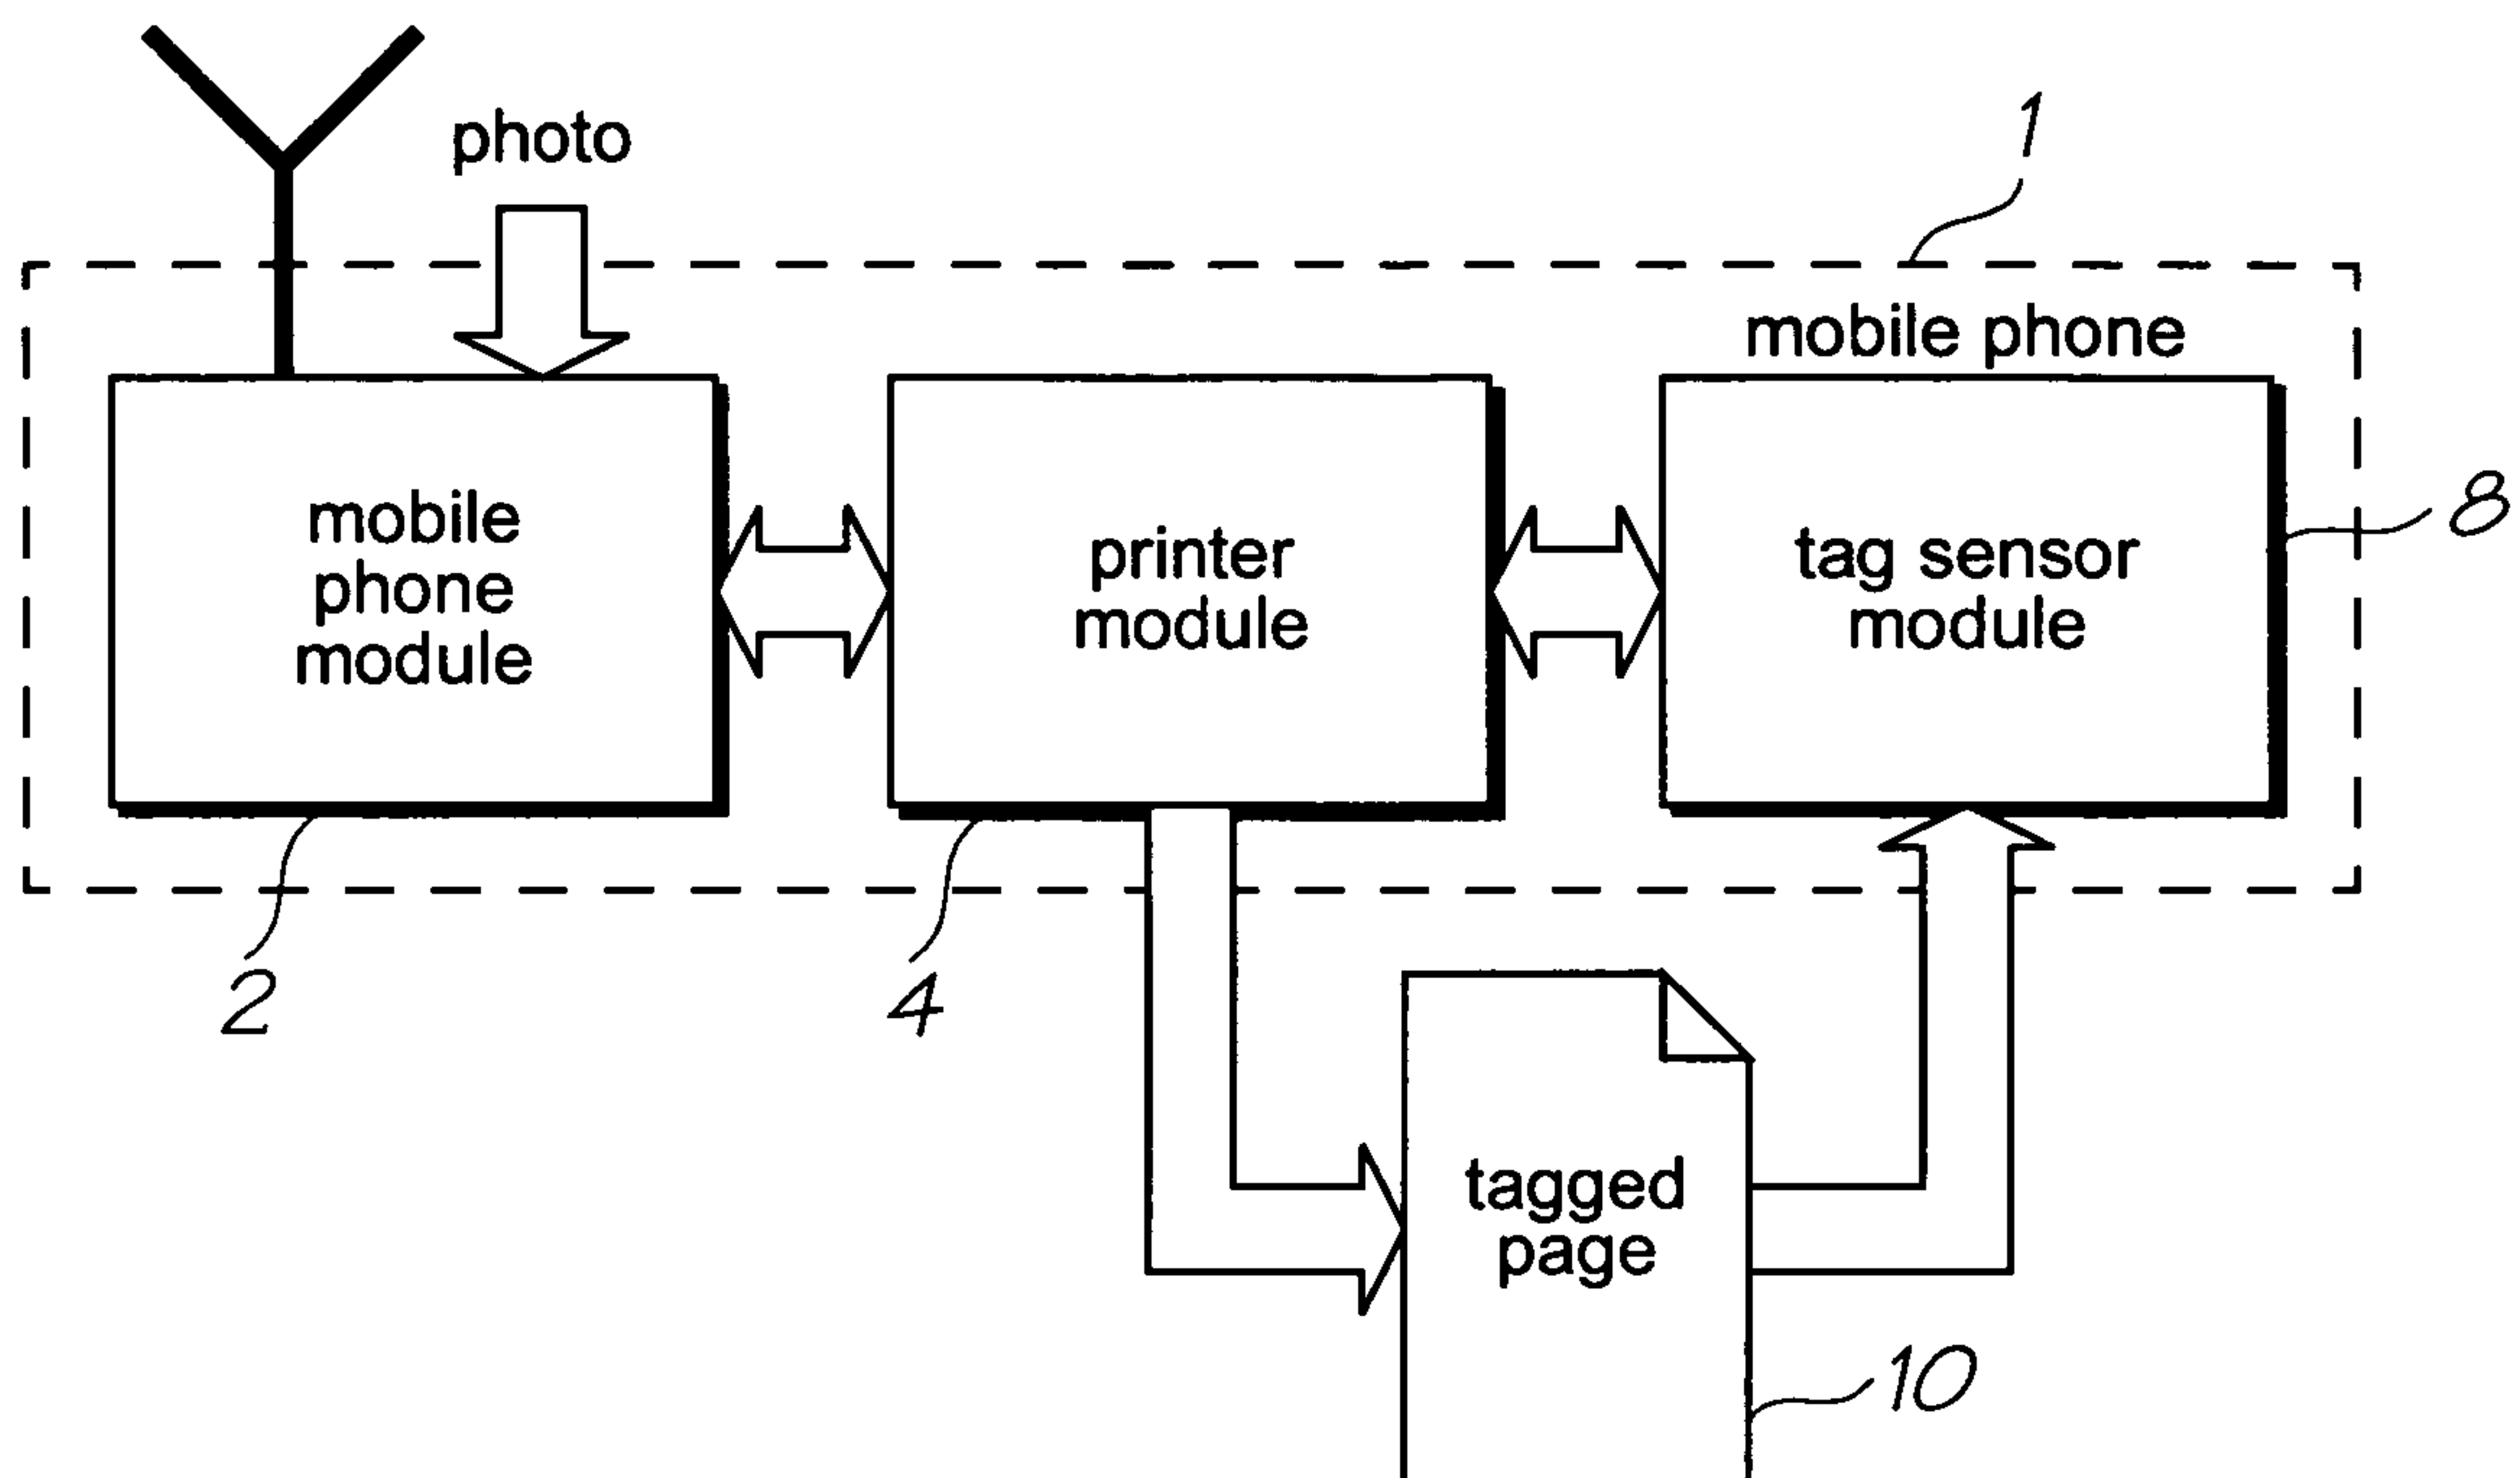 photo
1
mobile phone
mobile
phone
module
printer
module
tag sensor
module
8
2
4
tagged
page
10